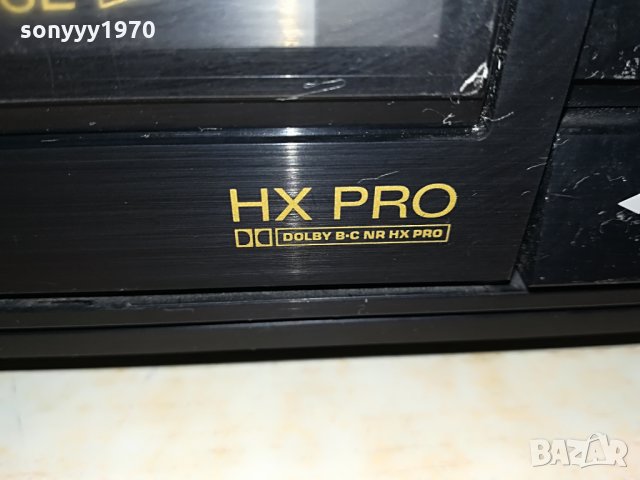 sonyyy1970
HX PRO
DOLBY B·C NR HX PRO
BAZAR